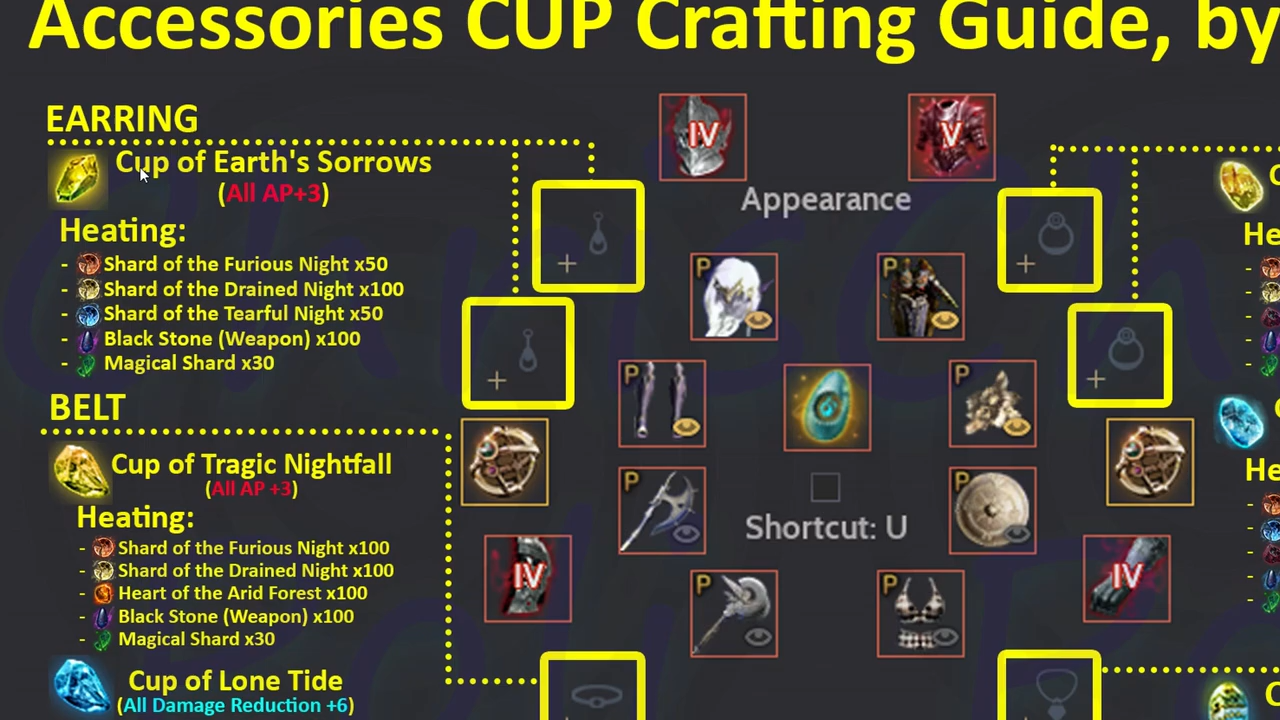 Accessories CUP Crafting Guide, by
EARRING
Cup of Earth's Sorrows
(All AP+3)
Heating:
- Shard of the Furious Night x50
- Shard of the Drained Night x100
- Shard of the Tearful Night x50
- Black Stone (Weapon) x100
- Magical Shard x30
BELT
Cup of Tragic Nightfall
(All AP +3)
Heating:
- Shard of the Furious Night x100
- Shard of the Drained Night x100
- Heart of the Arid Forest x100
- Black Stone (Weapon) x100
- Magical Shard x30
Cup of Lone Tide
(All Damage Reduction +6)
IV
V
Appearance
P
P
P
P
P
P
Shortcut: U
IV
IV
P
P
C
He
-
-
-
-
-
He
-
-
-
-
-